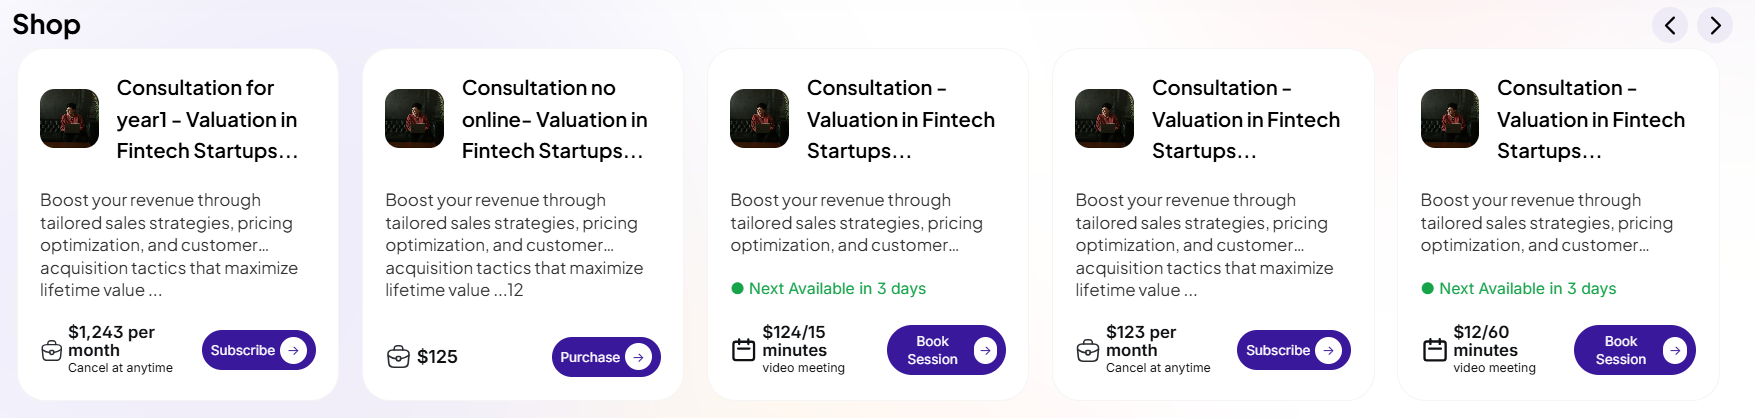 Shop
Consultation for
year1 - Valuation in
Fintech Startups...
Boost your revenue through
tailored sales strategies, pricing
optimization, and customer...
acquisition tactics that maximize
lifetime value ...
$1,243 per
month
Cancel at anytime
Subscribe
Consultation no
online- Valuation in
Fintech Startups...
Boost your revenue through
tailored sales strategies, pricing
optimization, and customer...
acquisition tactics that maximize
lifetime value ...12
$125
Purchase
Consultation -
Valuation in Fintech
Startups...
Boost your revenue through
tailored sales strategies, pricing
optimization, and customer...
Next Available in 3 days
$124/15
minutes
video meeting
Book
Session
Consultation -
Valuation in Fintech
Startups...
Boost your revenue through
tailored sales strategies, pricing
optimization, and customer...
acquisition tactics that maximize
lifetime value ...
$123 per
month
Cancel at anytime
Subscribe
Consultation -
Valuation in Fintech
Startups...
Boost your revenue through
tailored sales strategies, pricing
optimization, and customer...
Next Available in 3 days
$12/60
minutes
video meeting
Book
Session